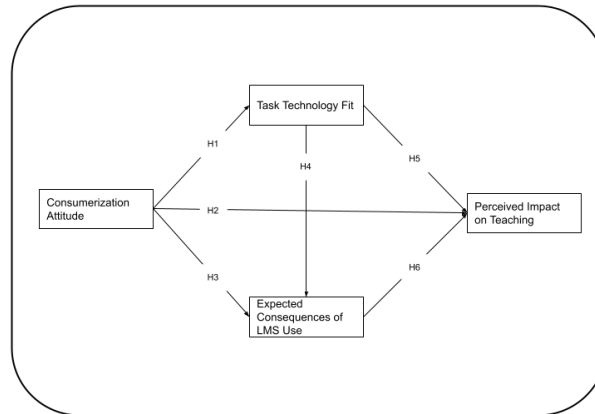 Task Technology Fit
H1
H4
H5
Consumerization
Attitude
H2
Perceived Impact
on Teaching
H3
H6
Expected
Consequences of
LMS Use